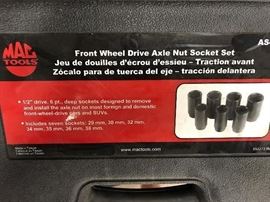 MAC
TOOLS
AS
Front Wheel Drive Axle Nut Socket Set
Jeu de douilles d'écrou d'essieu – Traction avant
Zócalo para de tuerca del eje – tracción delantera
• 1/2" drive, 6 pt., deep sockets designed to remove
and install the axle nut on most foreign and domestic
front-wheel-drive cars and SUVs.
• Includes seven sockets: 29 mm, 30 mm, 32 mm,
34 mm, 35 mm, 36 mm, 38 mm.
www.mactools.com